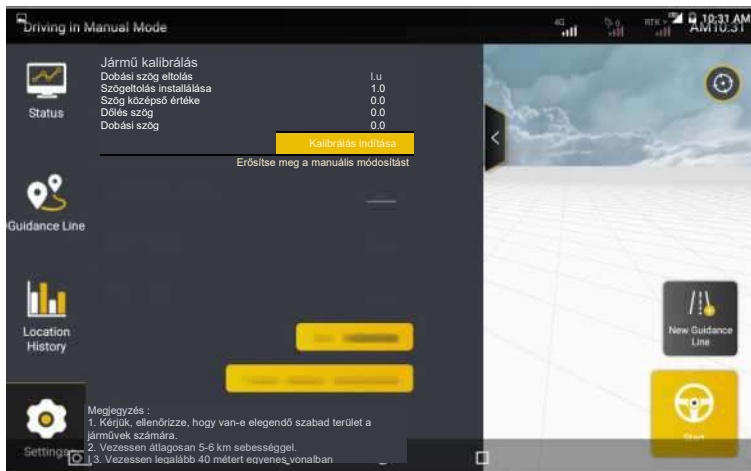 Driving in Manual Mode
4G
RTK
10:31 AM
AM10:31
Status
Guidance Line
Location
History
Settings
Jármű kalibrálás
Dobási szög eltolás I.u
Szögeltolás installálása 1.0
Szög középső értéke 0.0
Dőlés szög 0.0
Dobási szög 0.0
Kalibrálás indítása
Erősítse meg a manuális módosítást
Megjegyzés :
1. Kérjük, ellenőrizze, hogy van-e elegendő szabad terület a
járművek számára.
2. Vezessen átlagosan 5-6 km sebességgel.
3. Vezessen legalább 40 métert egyenes vonalban
New Guidance
Line
Start